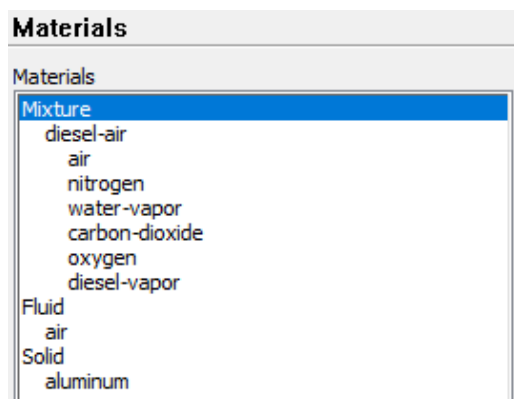 Materials
Materials
Mixture
diesel-air
air
nitrogen
water-vapor
carbon-dioxide
oxygen
diesel-vapor
Fluid
air
Solid
aluminum